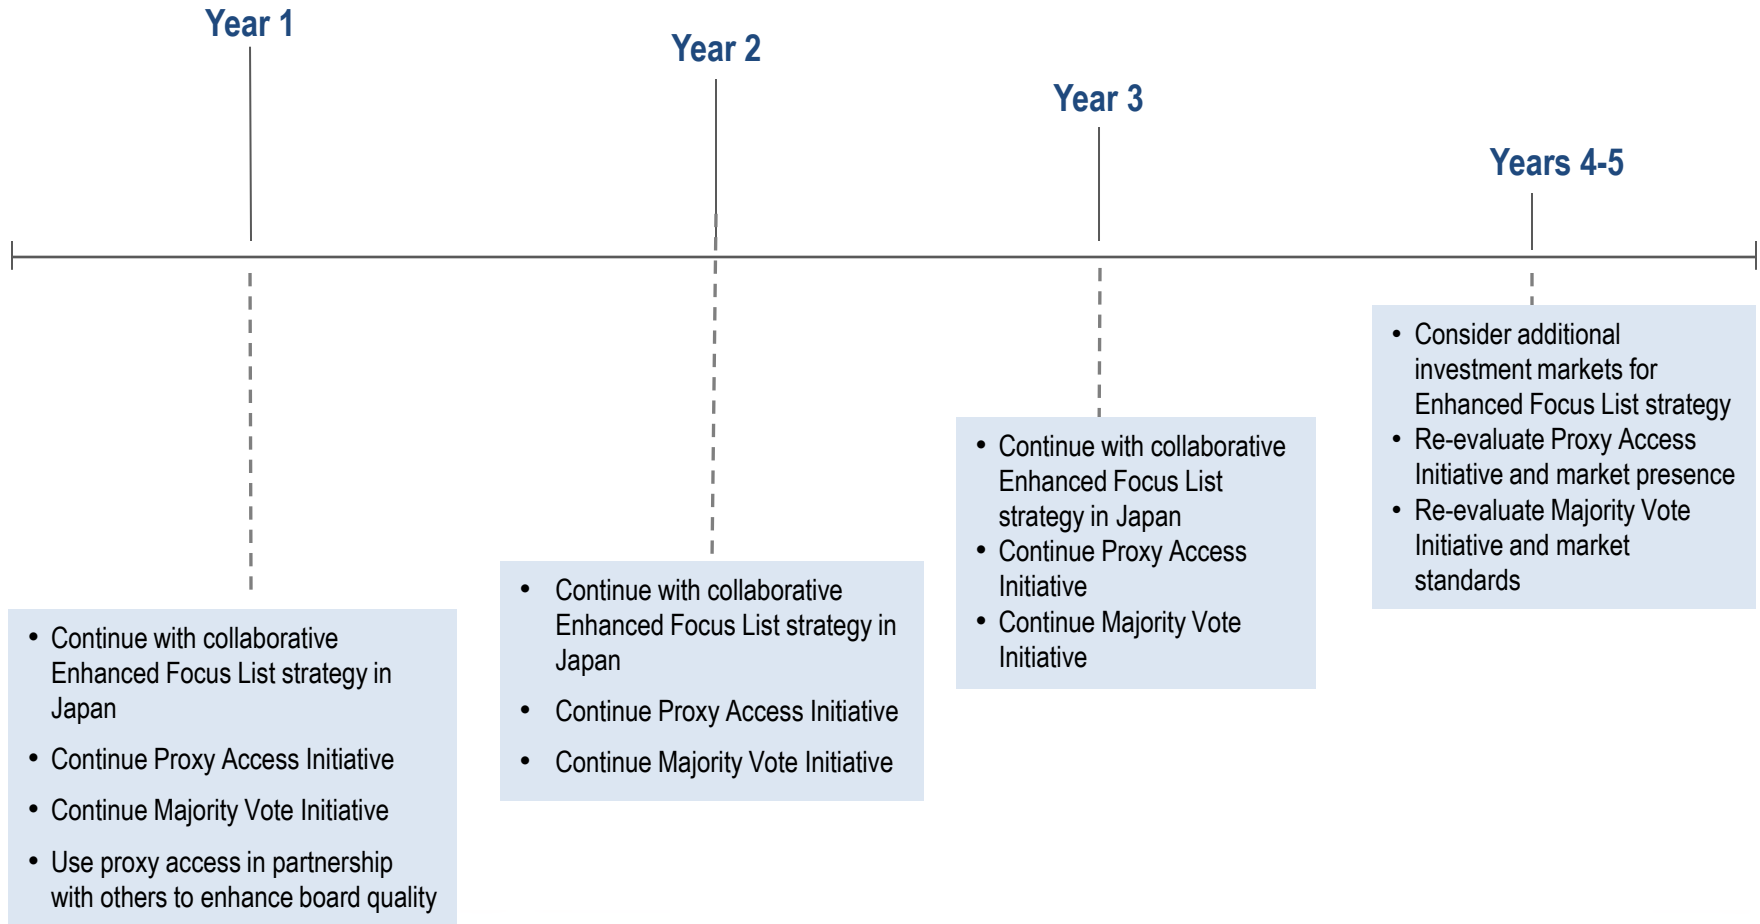 Year 1
• Continue with collaborative
Enhanced Focus List strategy in
Japan
• Continue Proxy Access Initiative
• Continue Majority Vote Initiative
• Use proxy access in partnership
with others to enhance board quality
Year 2
• Continue with collaborative
Enhanced Focus List strategy in
Japan
• Continue Proxy Access Initiative
• Continue Majority Vote Initiative
Year 3
• Continue with collaborative
Enhanced Focus List
strategy in Japan
• Continue Proxy Access
Initiative
• Continue Majority Vote
Initiative
Years 4-5
• Consider additional
investment markets for
Enhanced Focus List strategy
• Re-evaluate Proxy Access
Initiative and market presence
• Re-evaluate Majority Vote
Initiative and market
standards